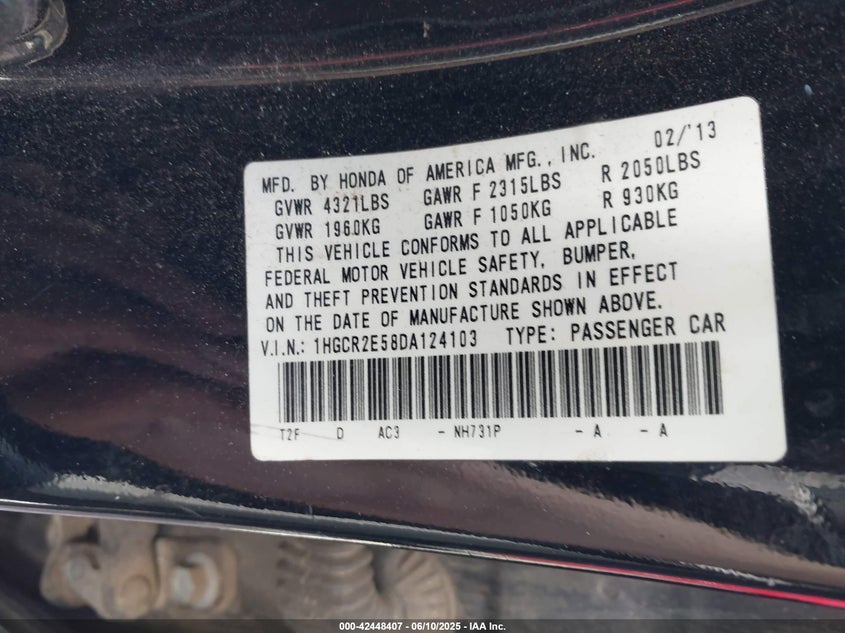 02/'13
MFD. BY HONDA OF AMERICA MFG., INC.
GVWR 4321LBS GAWR F 2315LBS R 2050LBS
GVWR 1960KG GAWR F 1050KG R 930KG
THIS VEHICLE CONFORMS TO ALL APPLICABLE
FEDERAL MOTOR VEHICLE SAFETY, BUMPER,
AND THEFT PREVENTION STANDARDS IN EFFECT
ON THE DATE OF MANUFACTURE SHOWN ABOVE.
V.I.N.: 1HGCR2E58DA124103 TYPE: PASSENGER CAR
T2F D AC3 - NH731P - A - A
000-42448407 - 06/10/2025 - IAA Inc.